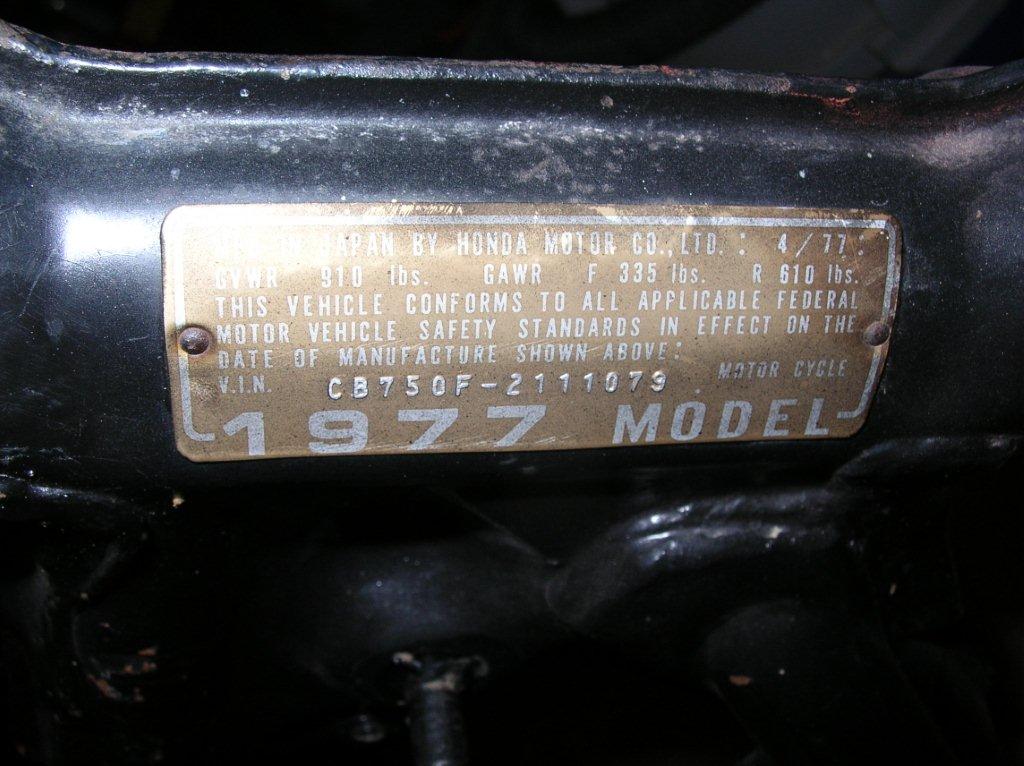 MFD. IN JAPAN BY HONDA MOTOR CO., LTD. : 4/77 :
GVWR 910 lbs. GAWR F 335 lbs. R 610 lbs.
THIS VEHICLE CONFORMS TO ALL APPLICABLE FEDERAL
MOTOR VEHICLE SAFETY STANDARDS IN EFFECT ON THE
DATE OF MANUFACTURE SHOWN ABOVE :
V.I.N. CB750F-2111079 MOTOR CYCLE
1977 MODEL